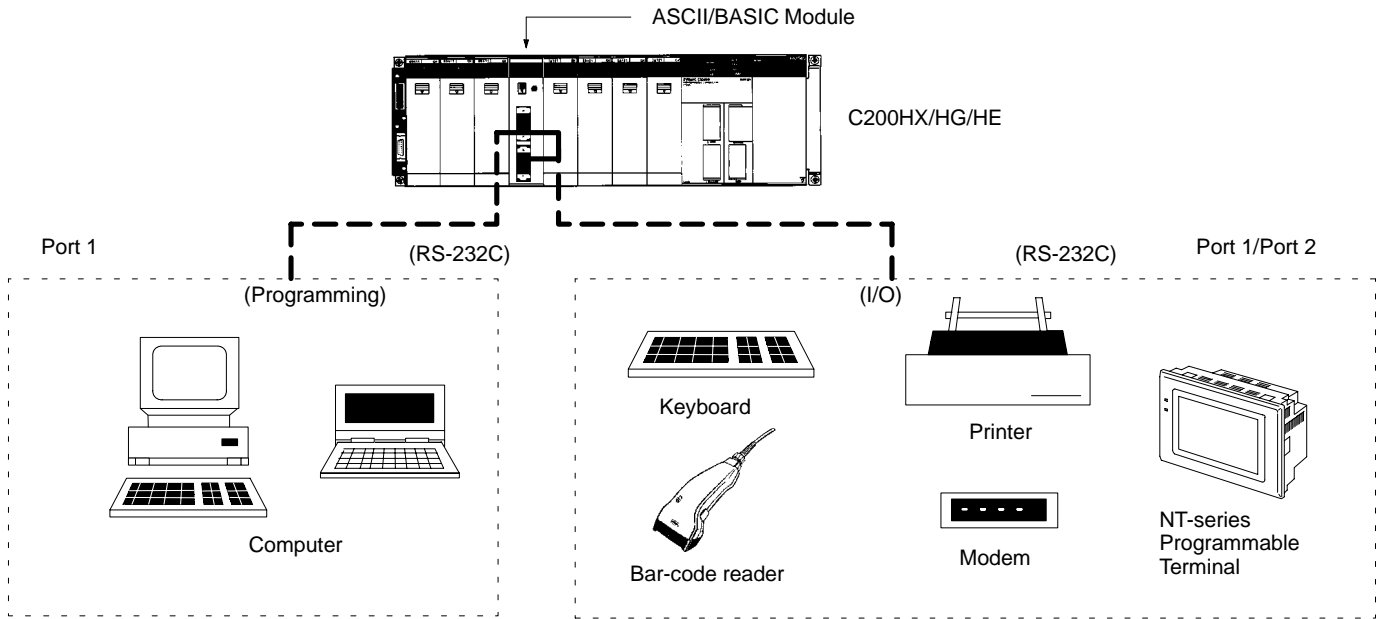 ASCII/BASIC Module
C200HX/HG/HE
Port 1
(RS-232C)
(RS-232C)
Port 1/Port 2
(Programming)
(I/O)
Keyboard
Printer
Computer
Bar-code reader
Modem
NT-series
Programmable
Terminal